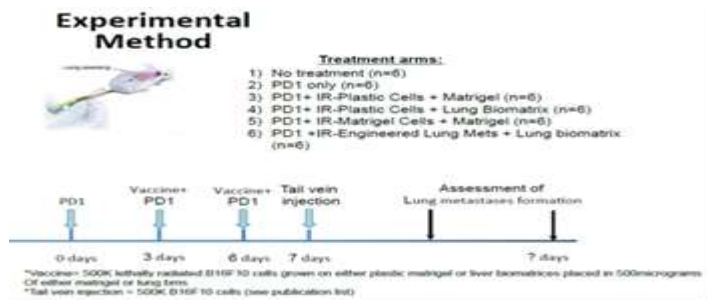 Experimental
Method
Treatment arms:
1) No treatment (n=6)
2) PD1 only (n=6)
3) PD1+ IR-Plastic Cells + Matrigel (n=6)
4) PD1+ IR-Plastic Cells + Lung Biomatrix (n=6)
5) PD1+ IR-Matrigel Cells + Matrigel (n=6)
6) PD1 +IR-Engineered Lung Mets + Lung biomatrix
(n=6)
PD1
Vaccine+
PD1
Vaccine+
PD1
Tail vein
injection
Assessment of
Lung metastases formation
0 days
3 days
6 days
7 days
? days
*Vaccine= 500K lethally radiated B16F10 cells grown on either plastic matrigel or liver biomatrices placed in 500micrograms
Of either matrigel or lung bms
*Tail vein injection = 500K B16F10 cells (see publication list)